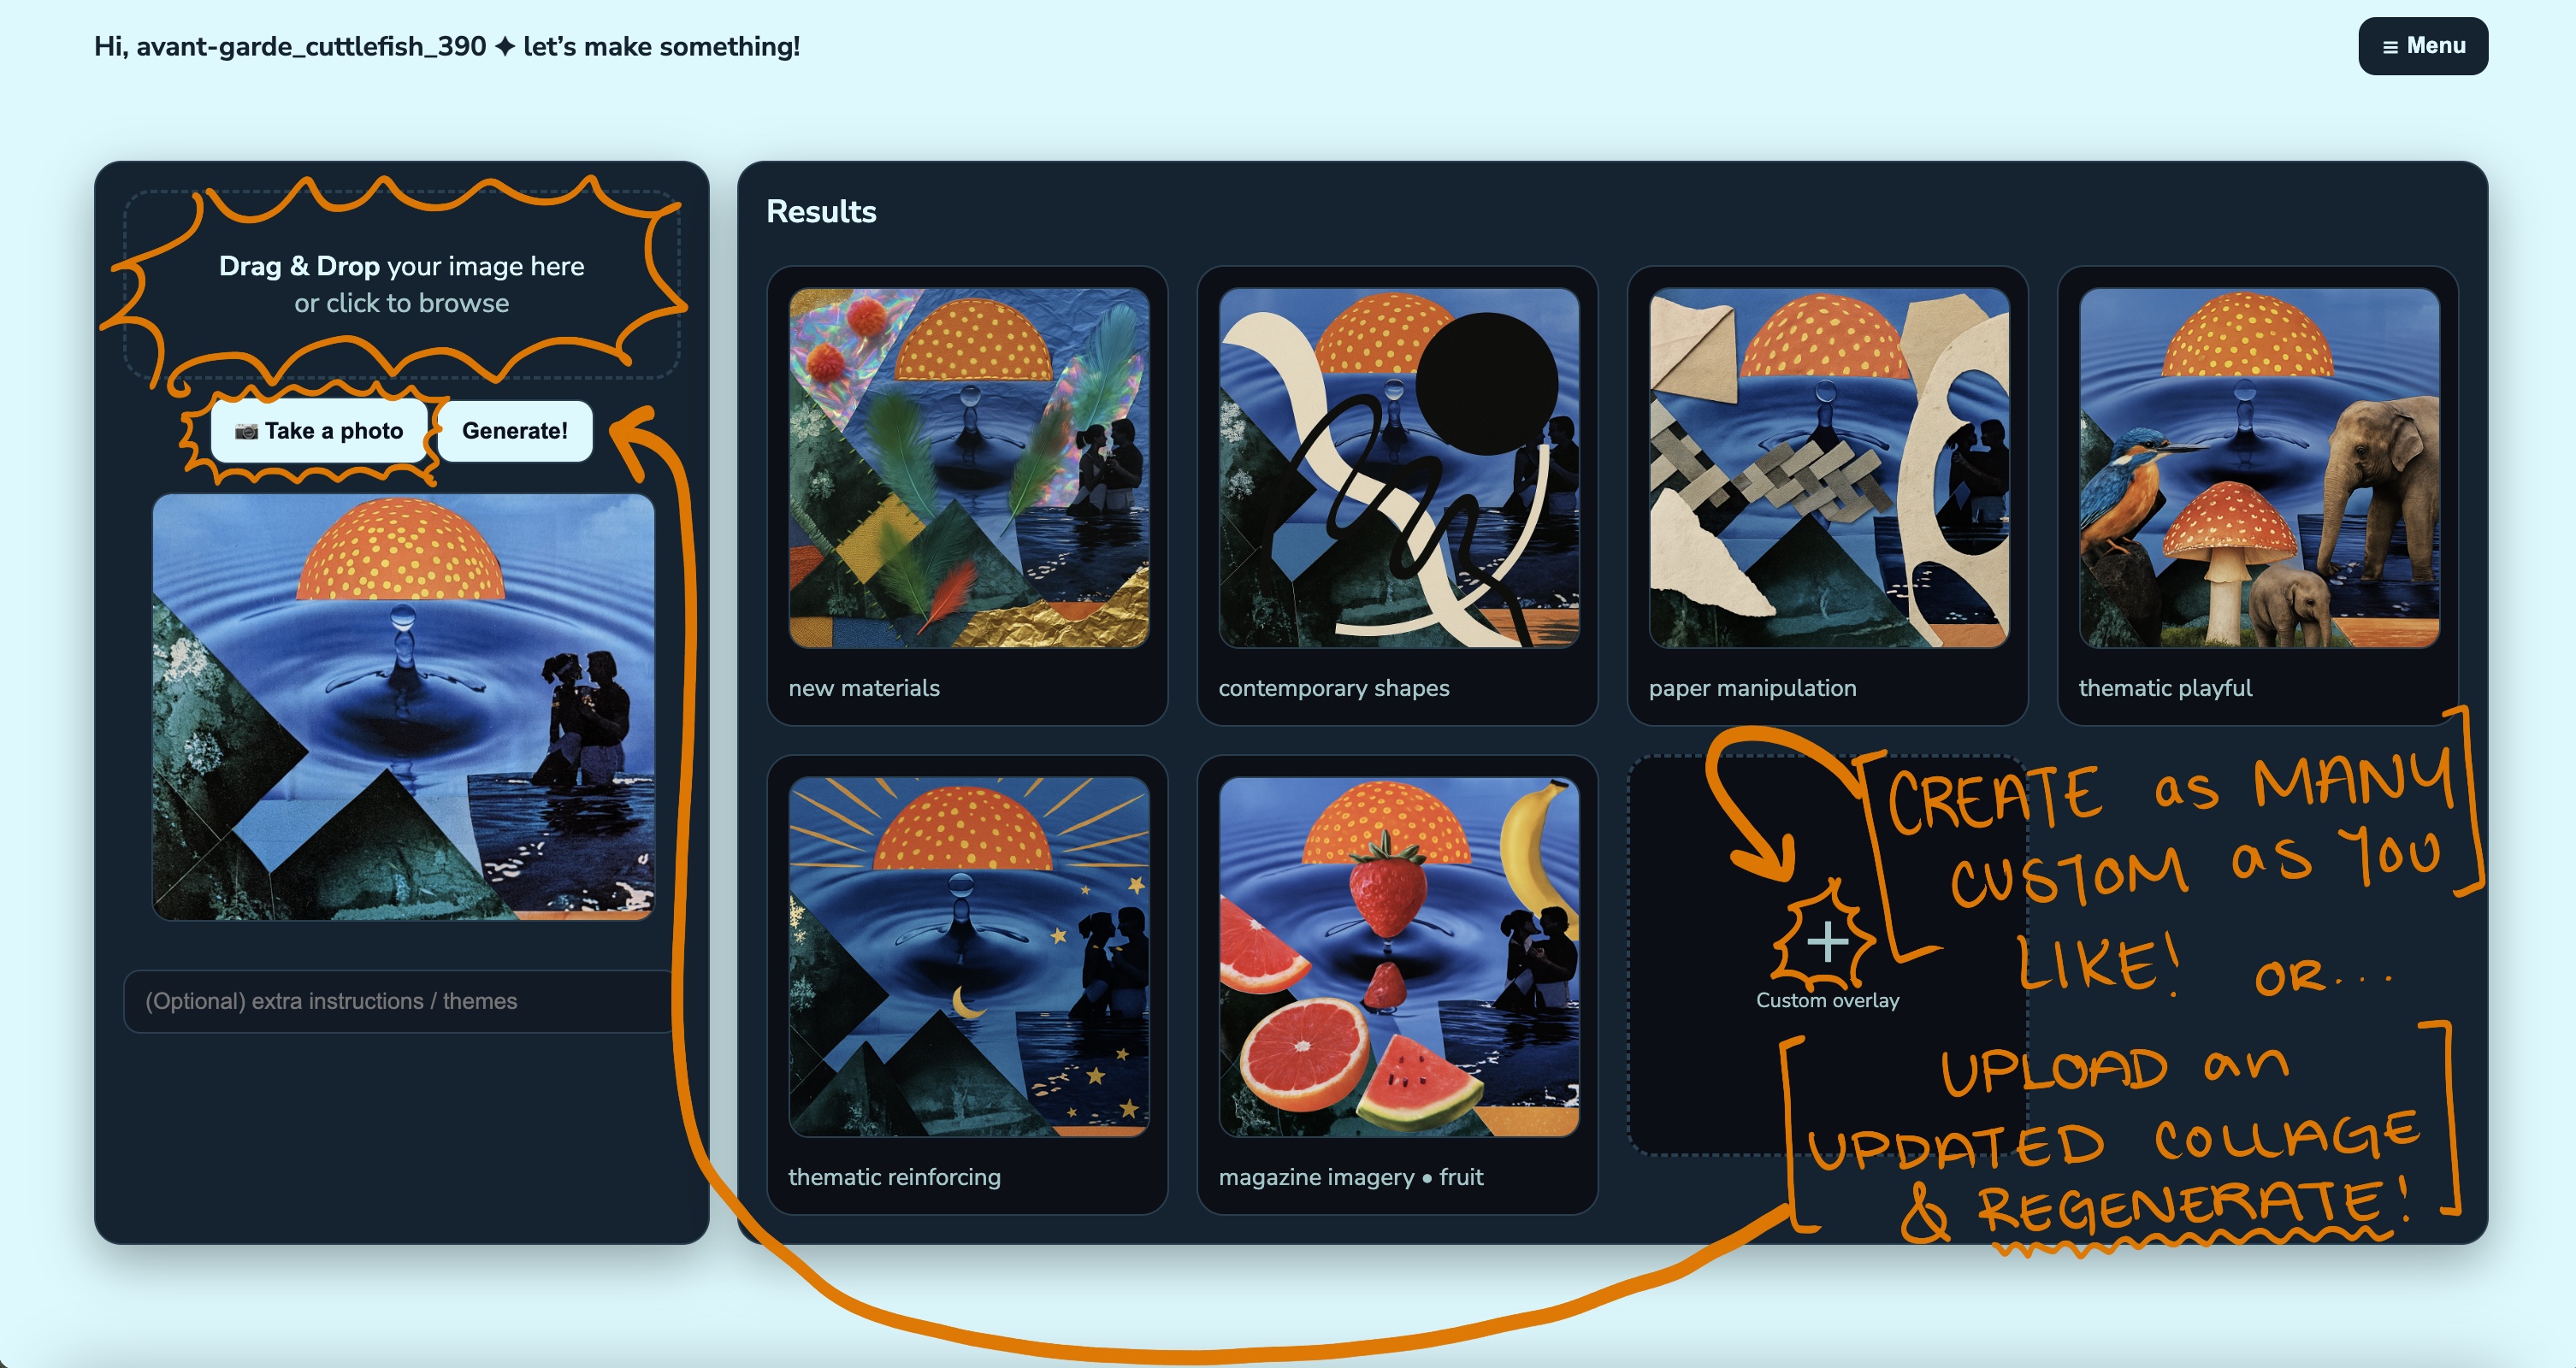 Hi, avant-garde_cuttlefish_390 ✦ let's make something!
≡ Menu
Drag & Drop your image here
or click to browse
📷 Take a photo
Generate!
(Optional) extra instructions / themes
Results
new materials
contemporary shapes
paper manipulation
thematic playful
thematic reinforcing
magazine imagery • fruit
+
Custom overlay
[CREATE as MANY
CUSTOM as YOU]
LIKE! OR...
[UPLOAD an
UPDATED COLLAGE
& REGENERATE!]